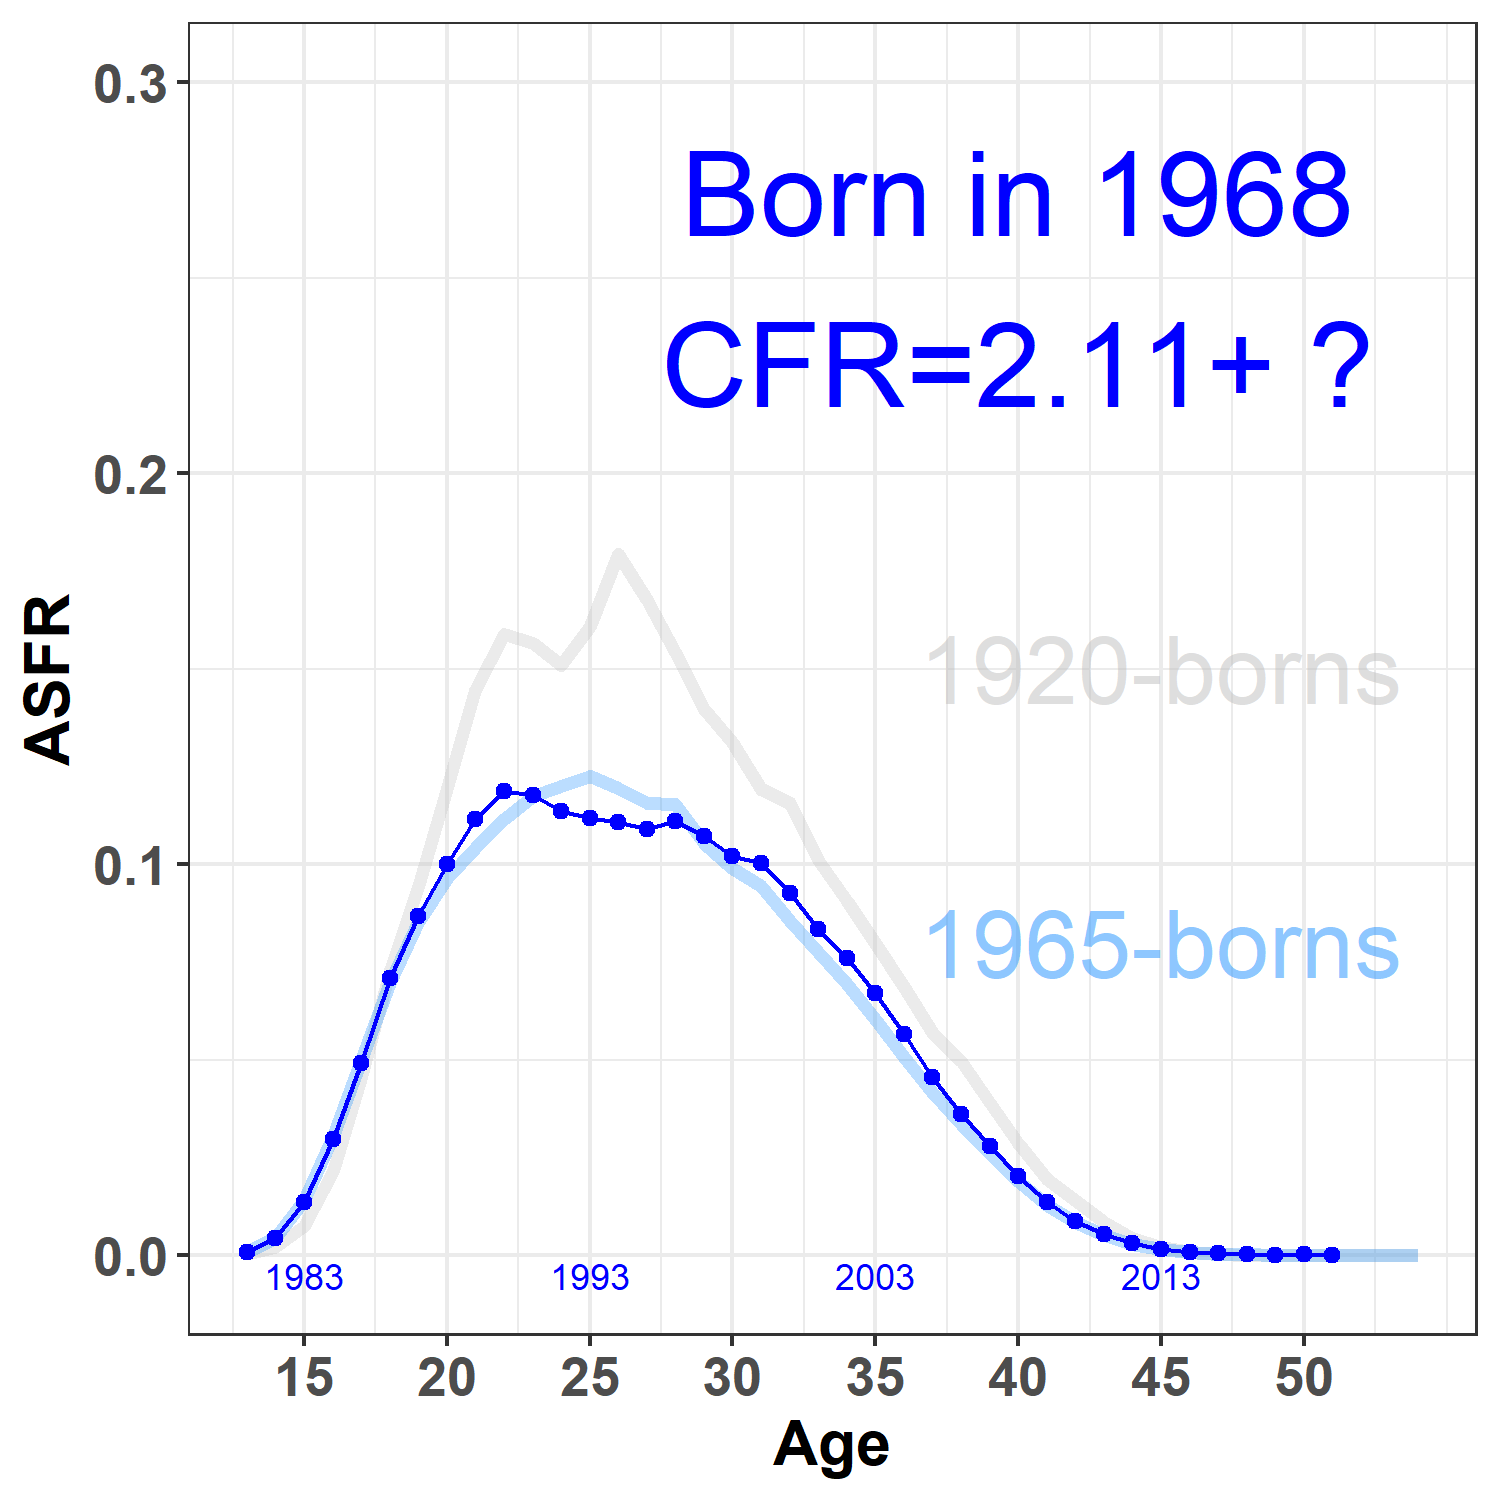 0.3
0.2
0.1
0.0
ASFR
Born in 1968
CFR=2.11+ ?
1920-borns
1965-borns
1983 1993 2003 2013
15 20 25 30 35 40 45 50
Age